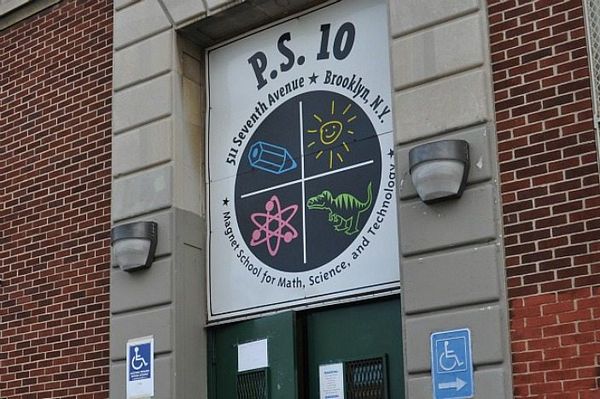 P.S. 10
511 Seventh Avenue ★ Brooklyn, N.Y.
★ Magnet School for Math, Science, and Technology ★